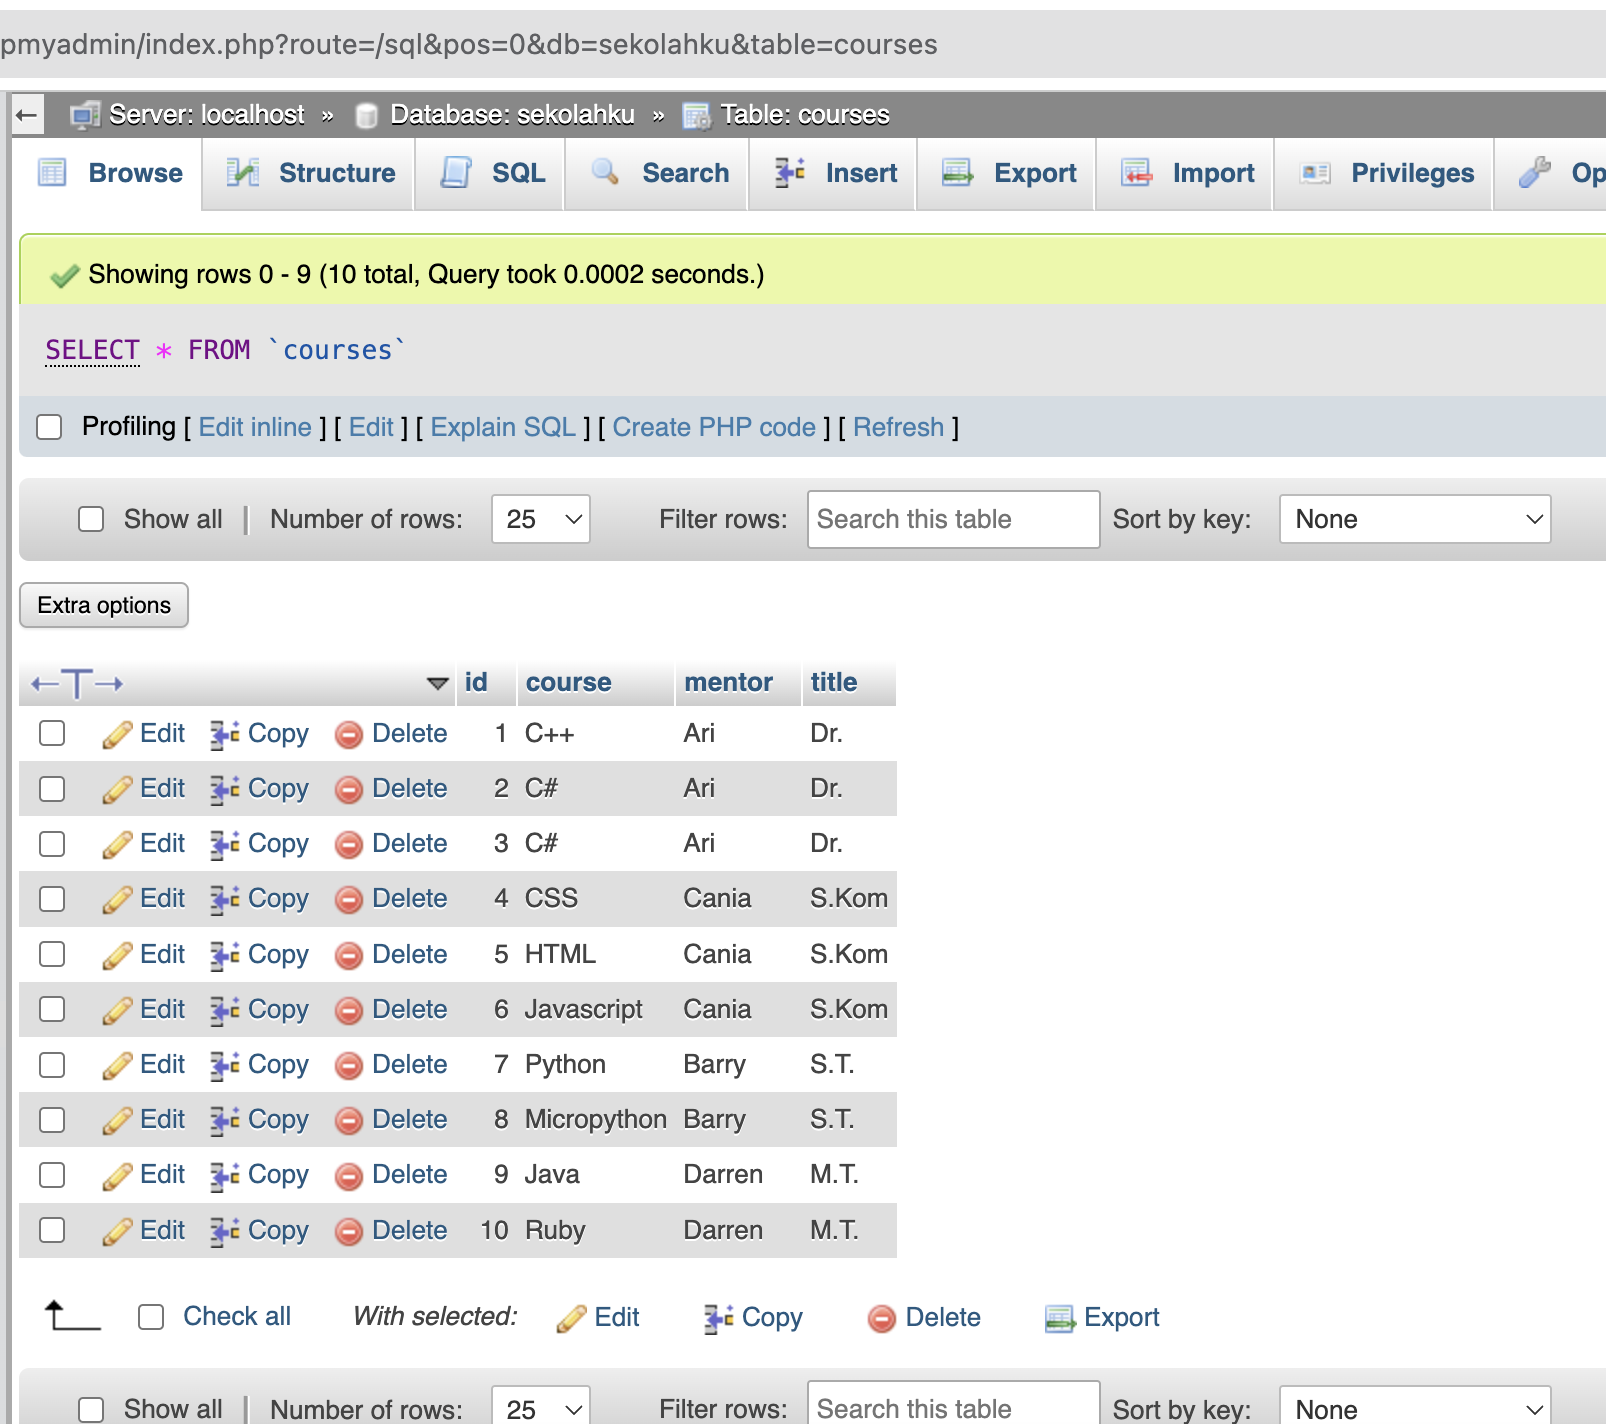 pmyadmin/index.php?route=/sql&pos=0&db=sekolahku&table=courses
← Server: localhost » Database: sekolahku » Table: courses
Browse Structure SQL Search Insert Export Import Privileges Op
Showing rows 0 - 9 (10 total, Query took 0.0002 seconds.)
SELECT * FROM `courses`
Profiling [ Edit inline ] [ Edit ] [ Explain SQL ] [ Create PHP code ] [ Refresh ]
Show all | Number of rows: 25 Filter rows: Search this table Sort by key: None
Extra options
←T→ id course mentor title
Edit Copy Delete 1 C++ Ari Dr.
Edit Copy Delete 2 C# Ari Dr.
Edit Copy Delete 3 C# Ari Dr.
Edit Copy Delete 4 CSS Cania S.Kom
Edit Copy Delete 5 HTML Cania S.Kom
Edit Copy Delete 6 Javascript Cania S.Kom
Edit Copy Delete 7 Python Barry S.T.
Edit Copy Delete 8 Micropython Barry S.T.
Edit Copy Delete 9 Java Darren M.T.
Edit Copy Delete 10 Ruby Darren M.T.
Check all With selected: Edit Copy Delete Export
Show all | Number of rows: 25 Filter rows: Search this table Sort by key: None